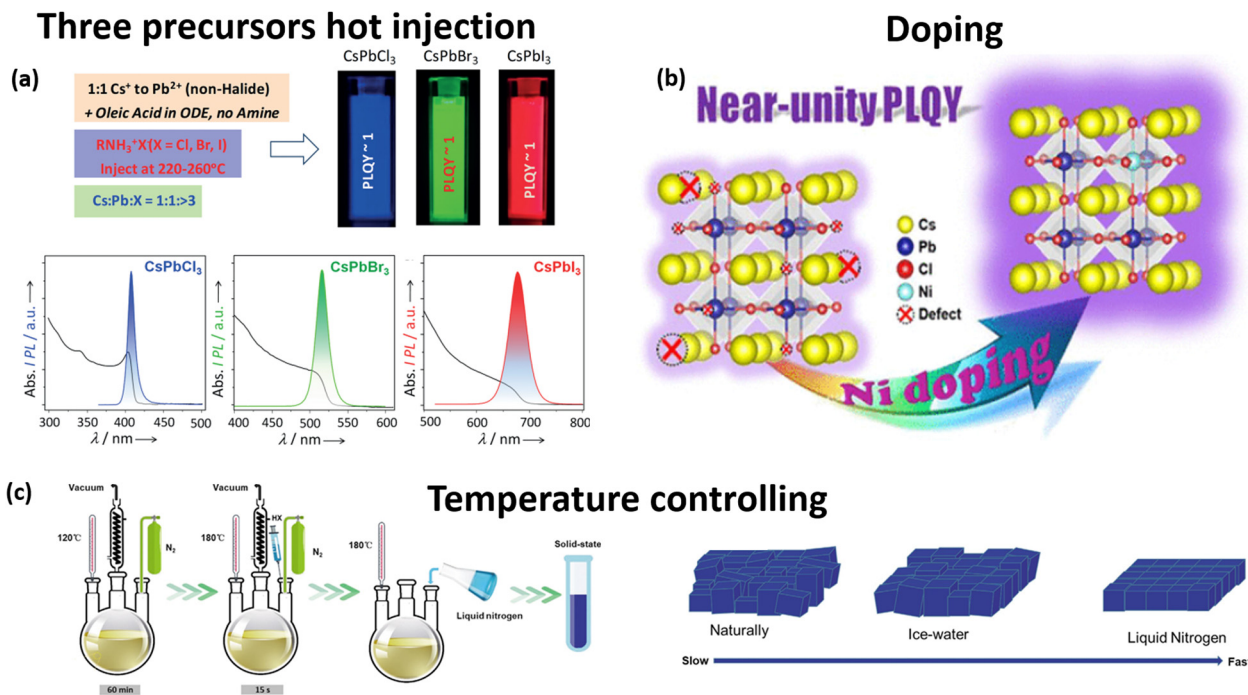 Three precursors hot injection
(a)
1:1 Cs⁺ to Pb²⁺ (non-Halide)
+ Oleic Acid in ODE, no Amine
RNH₃⁺X⁻(X = Cl, Br, I)
Inject at 220-260°C
Cs:Pb:X = 1:1:>3
CsPbCl₃
CsPbBr₃
CsPbI₃
PLQY ~ 1
PLQY ~ 1
PLQY ~ 1
CsPbCl₃
Abs. I PL / a.u.
300 350 400 450 500
λ / nm
CsPbBr₃
Abs. I PL / a.u.
400 450 500 550 600
λ / nm
CsPbI₃
Abs. I PL / a.u.
500 600 700 800
λ / nm
Doping
(b)
Near-unity PLQY
Cs
Pb
Cl
Ni
Defect
Ni doping
(c)
Temperature controlling
Vacuum
120℃
N₂
60 min
Vacuum
180℃
HX
N₂
15 s
180℃
Liquid nitrogen
Solid-state
Naturally
Ice-water
Liquid Nitrogen
Slow
Fast